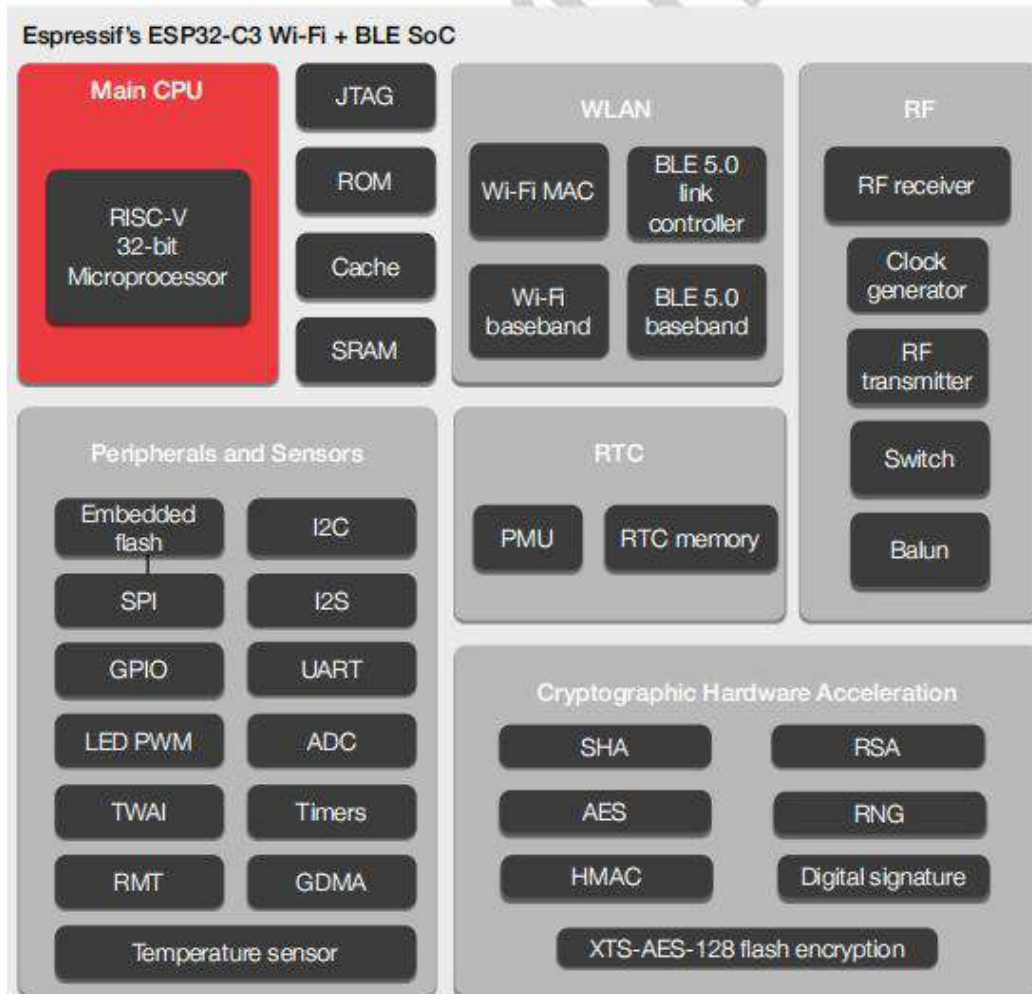 Espressif's ESP32-C3 Wi-Fi + BLE SoC
Main CPU
RISC-V
32-bit
Microprocessor
JTAG
ROM
Cache
SRAM
WLAN
Wi-Fi MAC
BLE 5.0
link
controller
Wi-Fi
baseband
BLE 5.0
baseband
RF
RF receiver
Clock
generator
RF
transmitter
Switch
Balun
Peripherals and Sensors
Embedded
flash
I2C
SPI
I2S
GPIO
UART
LED PWM
ADC
TWAI
Timers
RMT
GDMA
Temperature sensor
RTC
PMU
RTC memory
Cryptographic Hardware Acceleration
SHA
RSA
AES
RNG
HMAC
Digital signature
XTS-AES-128 flash encryption